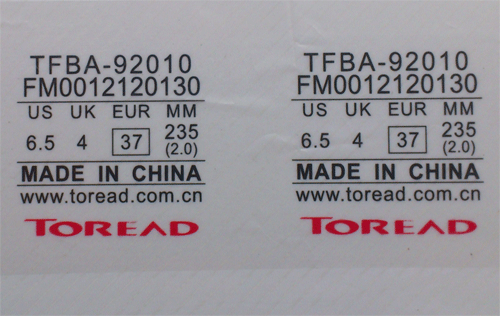 TFBA-92010
FM0012120130
US UK EUR MM
6.5 4 37 235
(2.0)
MADE IN CHINA
www.toread.com.cn
TOREAD
TFBA-92010
FM0012120130
US UK EUR MM
6.5 4 37 235
(2.0)
MADE IN CHINA
www.toread.com.cn
TOREAD